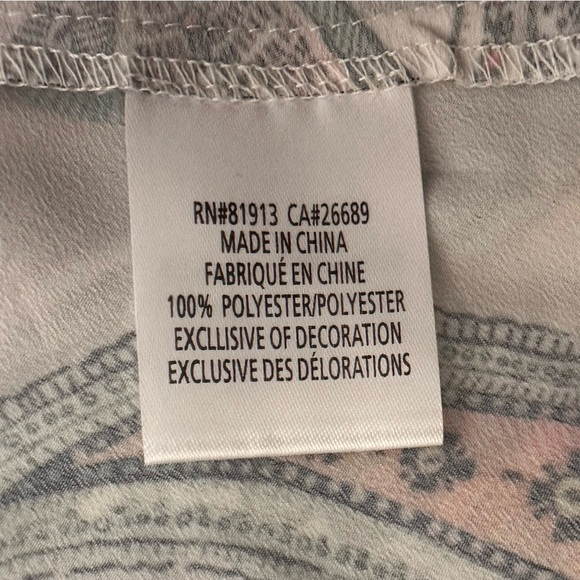 RN#81913 CA#26689
MADE IN CHINA
FABRIQUÉ EN CHINE
100% POLYESTER/POLYESTER
EXCLLISIVE OF DECORATION
EXCLUSIVE DES DÉLORATIONS